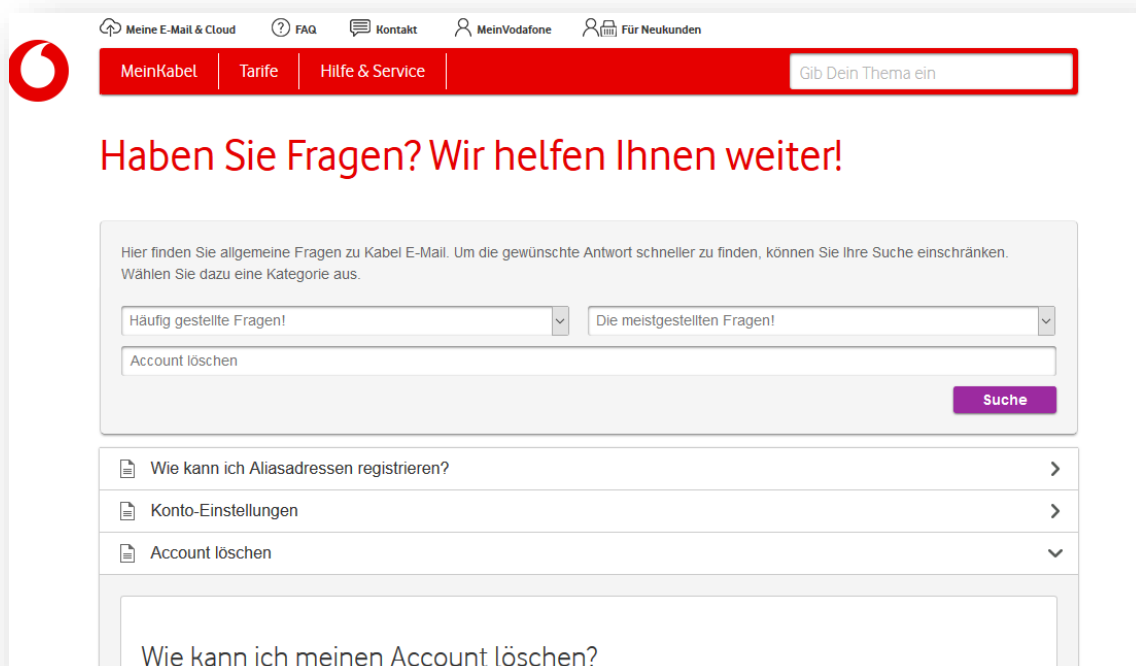 Meine E-Mail & Cloud FAQ Kontakt MeinVodafone Für Neukunden
MeinKabel Tarife Hilfe & Service Gib Dein Thema ein
Haben Sie Fragen? Wir helfen Ihnen weiter!
Hier finden Sie allgemeine Fragen zu Kabel E-Mail. Um die gewünschte Antwort schneller zu finden, können Sie Ihre Suche einschränken.
Wählen Sie dazu eine Kategorie aus.
Häufig gestellte Fragen! Die meistgestellten Fragen!
Account löschen
Suche
Wie kann ich Aliasadressen registrieren?
Konto-Einstellungen
Account löschen
Wie kann ich meinen Account löschen?